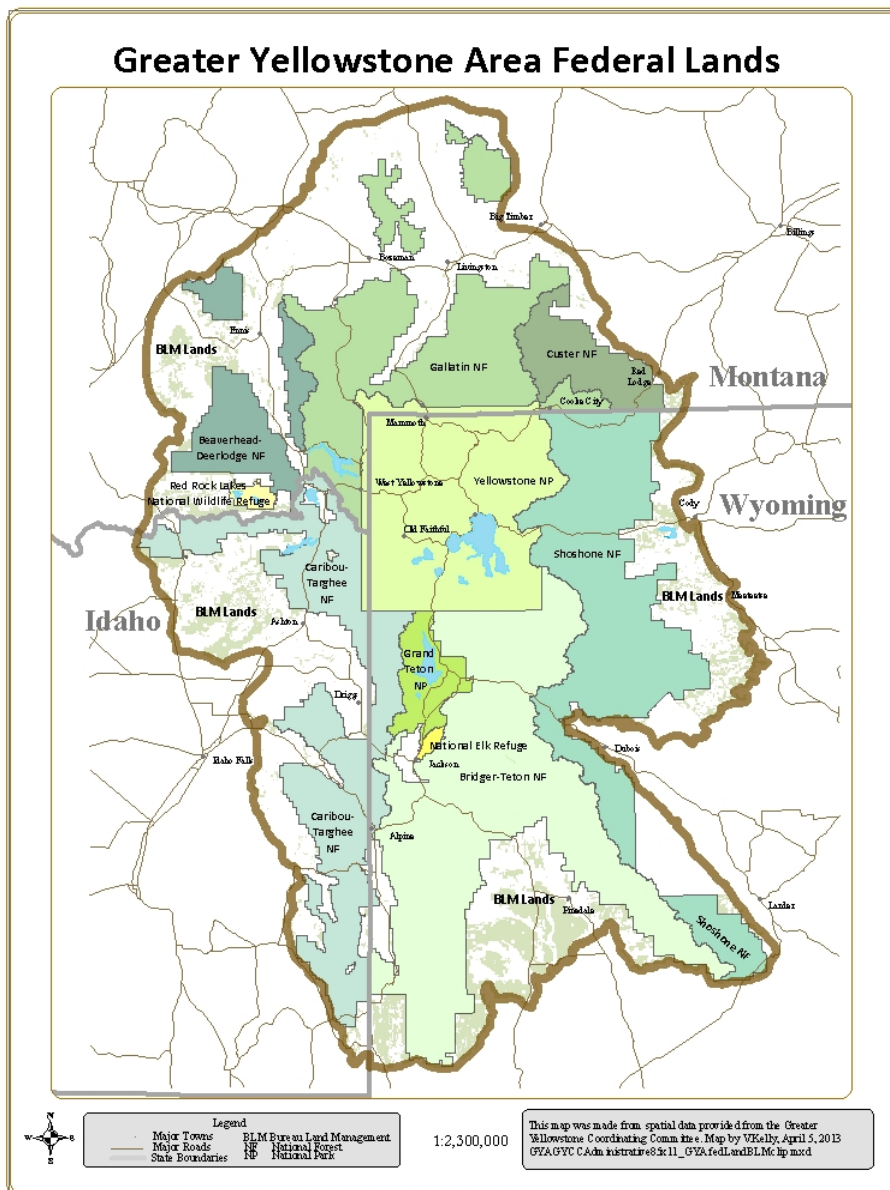 Greater Yellowstone Area Federal Lands
Big Timber
Billings
Bozeman
Livingston
Ennis
BLM Lands
Gallatin NF
Custer NF
Red
Lodge
Montana
Cooke City
Mammoth
Beaverhead-
Deerlodge NF
Red Rock Lakes
National Wildlife Refuge
West Yellowstone
Yellowstone NP
Cody
Wyoming
Old Faithful
Shoshone NF
Caribou-
Targhee
NF
BLM Lands
BLM Lands
Meeteetse
Idaho
Ashton
Grand
Teton
NP
Driggs
National Elk Refuge
Dubois
Idaho Falls
Jackson
Bridger-Teton NF
Caribou-
Targhee
NF
Alpine
BLM Lands
Pinedale
Lander
Shoshone NF
N
W
E
S
Legend
Major Towns
Major Roads
State Boundaries
BLM Bureau Land Management
NF National Forest
NP National Park
1:2,300,000
This map was made from spatial data provided from the Greater
Yellowstone Coordinating Committee. Map by VKelly, April 5, 2013
GYAGYCCAdministrative8.5x11_GYAfedLandBLMclip.mxd